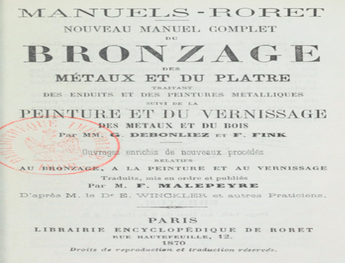 MANUELS-RORET
NOUVEAU MANUEL COMPLET
DU
BRONZAGE
DES
MÉTAUX ET DU PLATRE
TRAITANT
DES ENDUITS ET DES PEINTURES MÉTALLIQUES
SUIVI DE LA
PEINTURE ET DU VERNISSAGE
DES MÉTAUX ET DU BOIS
Par MM. G. DEBONLIEZ ET F. FINK
Ouvrages enrichis de nouveaux procédés
RELATIFS
AU BRONZAGE, A LA PEINTURE ET AU VERNISSAGE
Traduits, mis en ordre et publiés
Par M. F. MALEPEYRE
D'après M. le Dr E. WINCKLER et autres Praticiens.
PARIS
LIBRAIRIE ENCYCLOPÉDIQUE DE RORET
RUE HAUTEFEUILLE, 12.
1870
Droits de reproduction et traduction réservés.